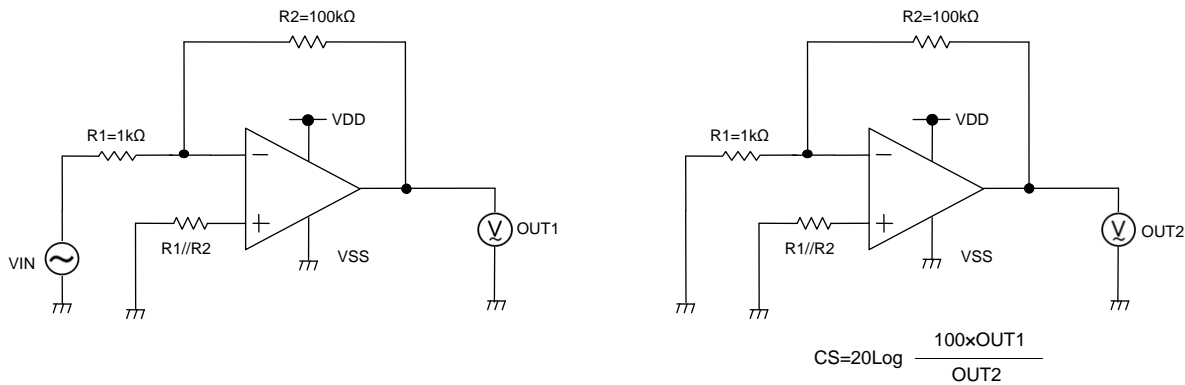 R2=100kΩ
VDD
R1=1kΩ
R1//R2
VSS
VIN
V
OUT1
R2=100kΩ
VDD
R1=1kΩ
R1//R2
VSS
V
OUT2
CS=20Log 100×OUT1
OUT2